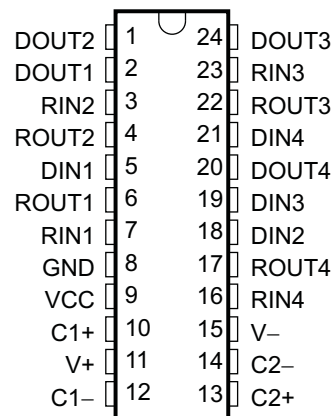 DOUT2 1 24 DOUT3
DOUT1 2 23 RIN3
RIN2 3 22 ROUT3
ROUT2 4 21 DIN4
DIN1 5 20 DOUT4
ROUT1 6 19 DIN3
RIN1 7 18 DIN2
GND 8 17 ROUT4
VCC 9 16 RIN4
C1+ 10 15 V−
V+ 11 14 C2−
C1− 12 13 C2+